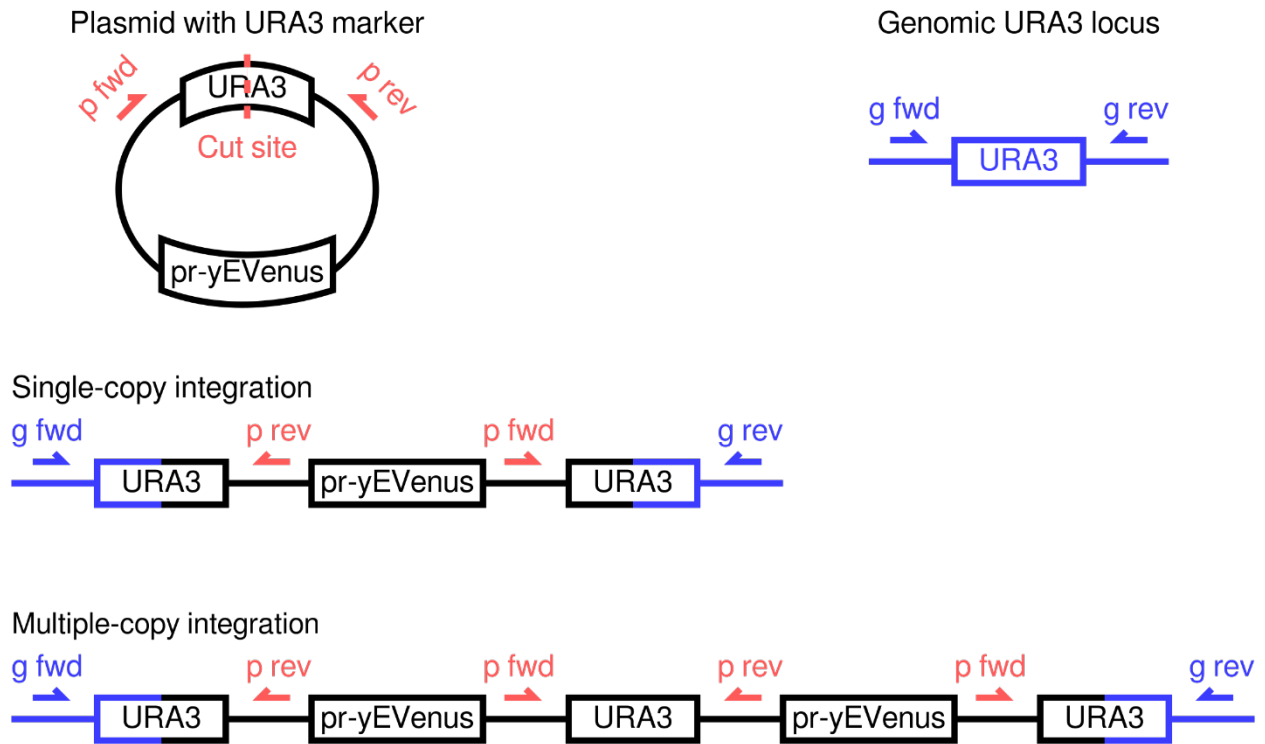 Plasmid with URA3 marker
Genomic URA3 locus
p fwd
URA3
p rev
Cut site
pr-yEVenus
g fwd
g rev
URA3
Single-copy integration
g fwd p rev p fwd g rev
URA3 pr-yEVenus URA3
Multiple-copy integration
g fwd p rev p fwd p rev p fwd g rev
URA3 pr-yEVenus URA3 pr-yEVenus URA3